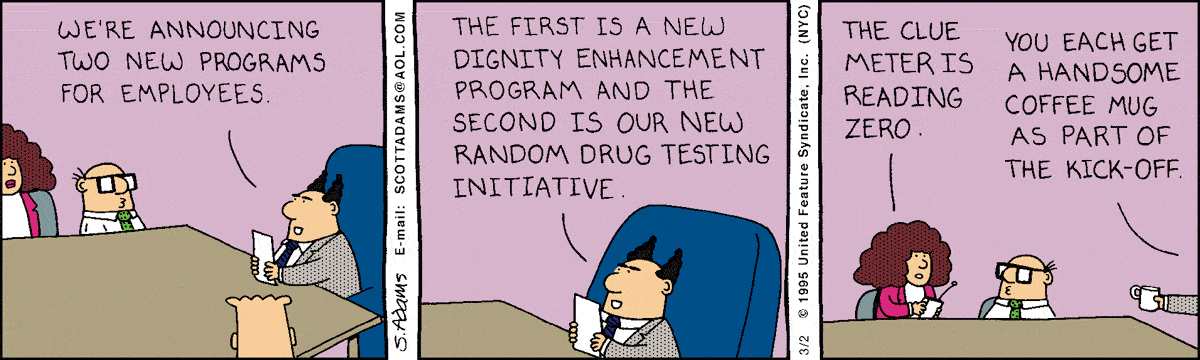 WE'RE ANNOUNCING
TWO NEW PROGRAMS
FOR EMPLOYEES.
S. Adams
E-mail: SCOTTADAMS@AOL.COM
THE FIRST IS A NEW
DIGNITY ENHANCEMENT
PROGRAM AND THE
SECOND IS OUR NEW
RANDOM DRUG TESTING
INITIATIVE.
3/2 © 1995 United Feature Syndicate, Inc. (NYC)
THE CLUE
METER IS
READING
ZERO.
YOU EACH GET
A HANDSOME
COFFEE MUG
AS PART OF
THE KICK-OFF.